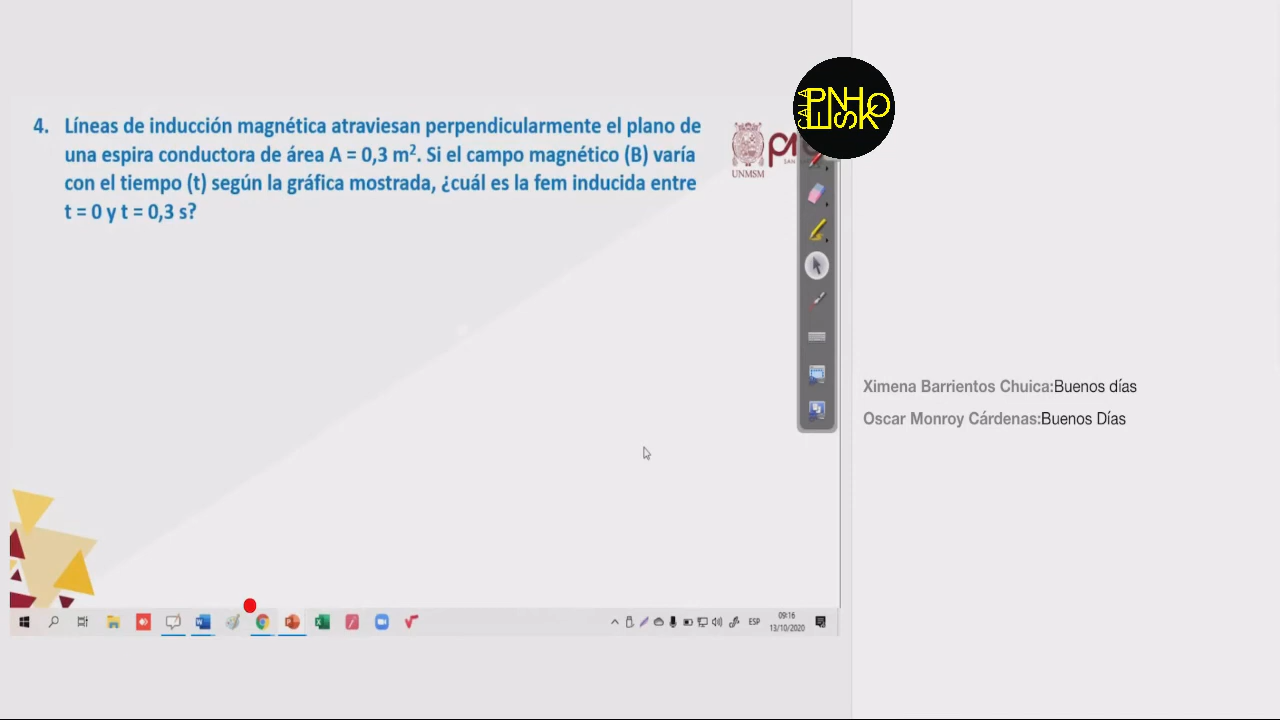 4. Líneas de inducción magnética atraviesan perpendicularmente el plano de
una espira conductora de área A = 0,3 m². Si el campo magnético (B) varía
con el tiempo (t) según la gráfica mostrada, ¿cuál es la fem inducida entre
t = 0 y t = 0,3 s?
UNMSM
SAN
Ximena Barrientos Chuica:Buenos días
Oscar Monroy Cárdenas:Buenos Días
ESP
09:16
13/10/2020